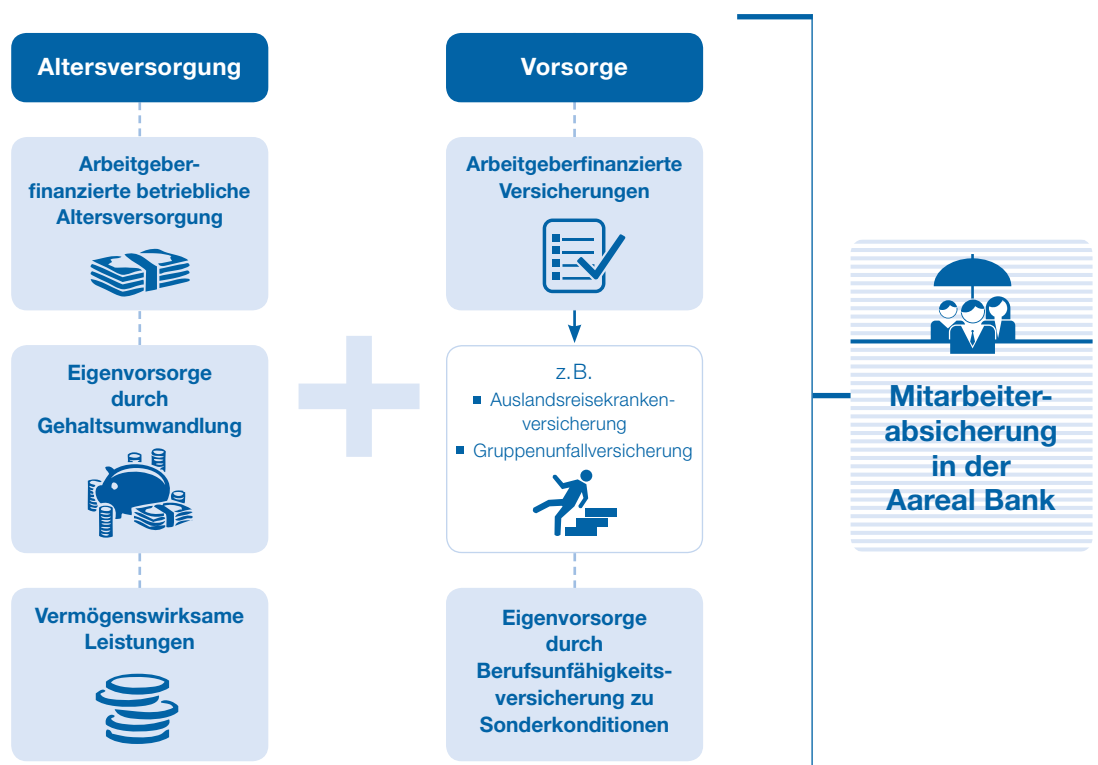 Altersversorgung
Arbeitgeber-
finanzierte betriebliche
Altersversorgung
Eigenvorsorge
durch
Gehaltsumwandlung
Vermögenswirksame
Leistungen
Vorsorge
Arbeitgeberfinanzierte
Versicherungen
z.B.
Auslandsreisekranken-
versicherung
Gruppenunfallversicherung
Eigenvorsorge
durch
Berufsunfähigkeits-
versicherung zu
Sonderkonditionen
Mitarbeiter-
absicherung
in der
Aareal Bank